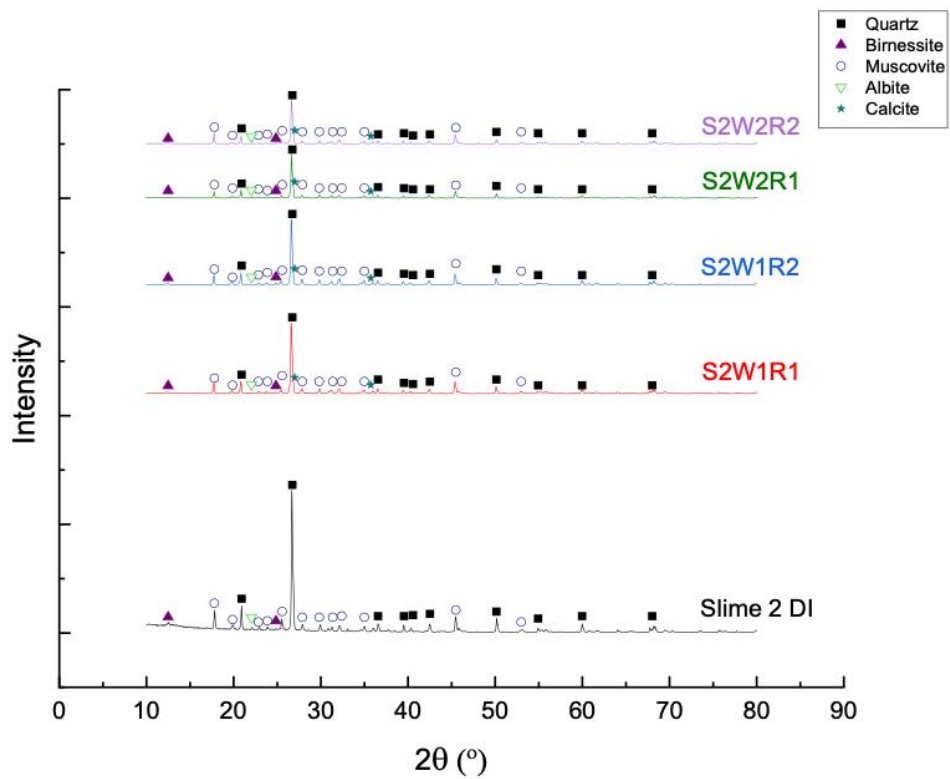 Quartz
Birnessite
Muscovite
Albite
Calcite
S2W2R2
S2W2R1
S2W1R2
S2W1R1
Slime 2 DI
Intensity
0 10 20 30 40 50 60 70 80 90
2θ (º)